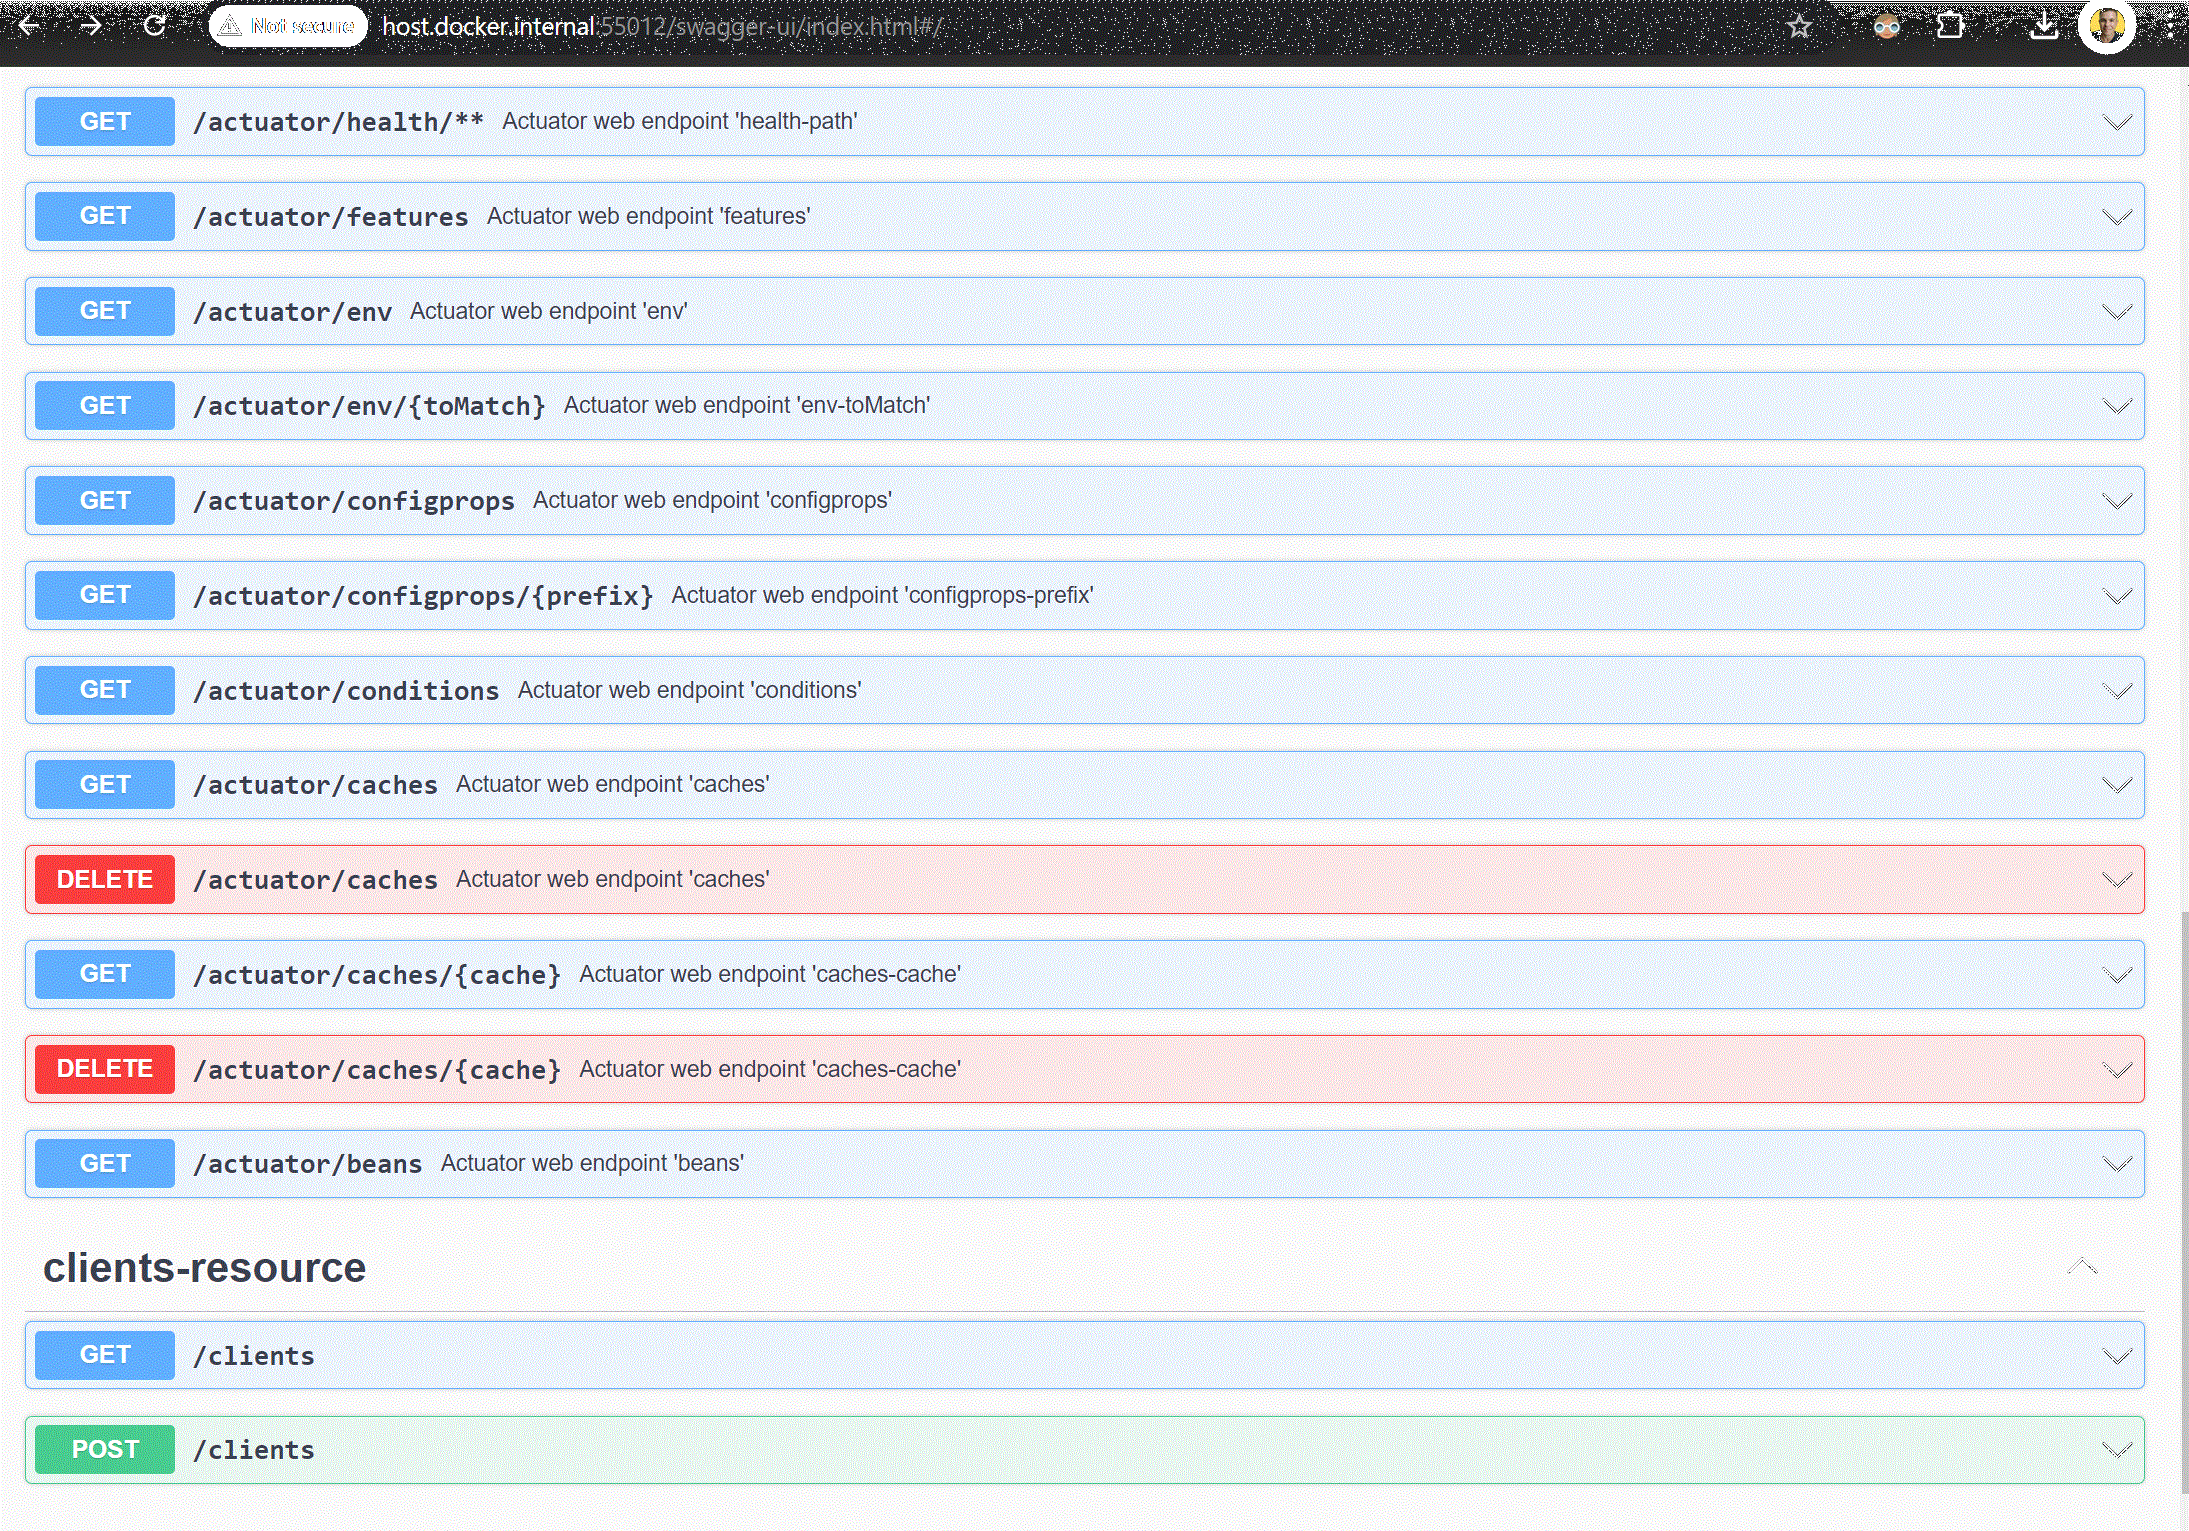 Not secure host.docker.internal:55012/swagger-ui/index.html#/
GET /actuator/health/** Actuator web endpoint 'health-path'
GET /actuator/features Actuator web endpoint 'features'
GET /actuator/env Actuator web endpoint 'env'
GET /actuator/env/{toMatch} Actuator web endpoint 'env-toMatch'
GET /actuator/configprops Actuator web endpoint 'configprops'
GET /actuator/configprops/{prefix} Actuator web endpoint 'configprops-prefix'
GET /actuator/conditions Actuator web endpoint 'conditions'
GET /actuator/caches Actuator web endpoint 'caches'
DELETE /actuator/caches Actuator web endpoint 'caches'
GET /actuator/caches/{cache} Actuator web endpoint 'caches-cache'
DELETE /actuator/caches/{cache} Actuator web endpoint 'caches-cache'
GET /actuator/beans Actuator web endpoint 'beans'
clients-resource
GET /clients
POST /clients